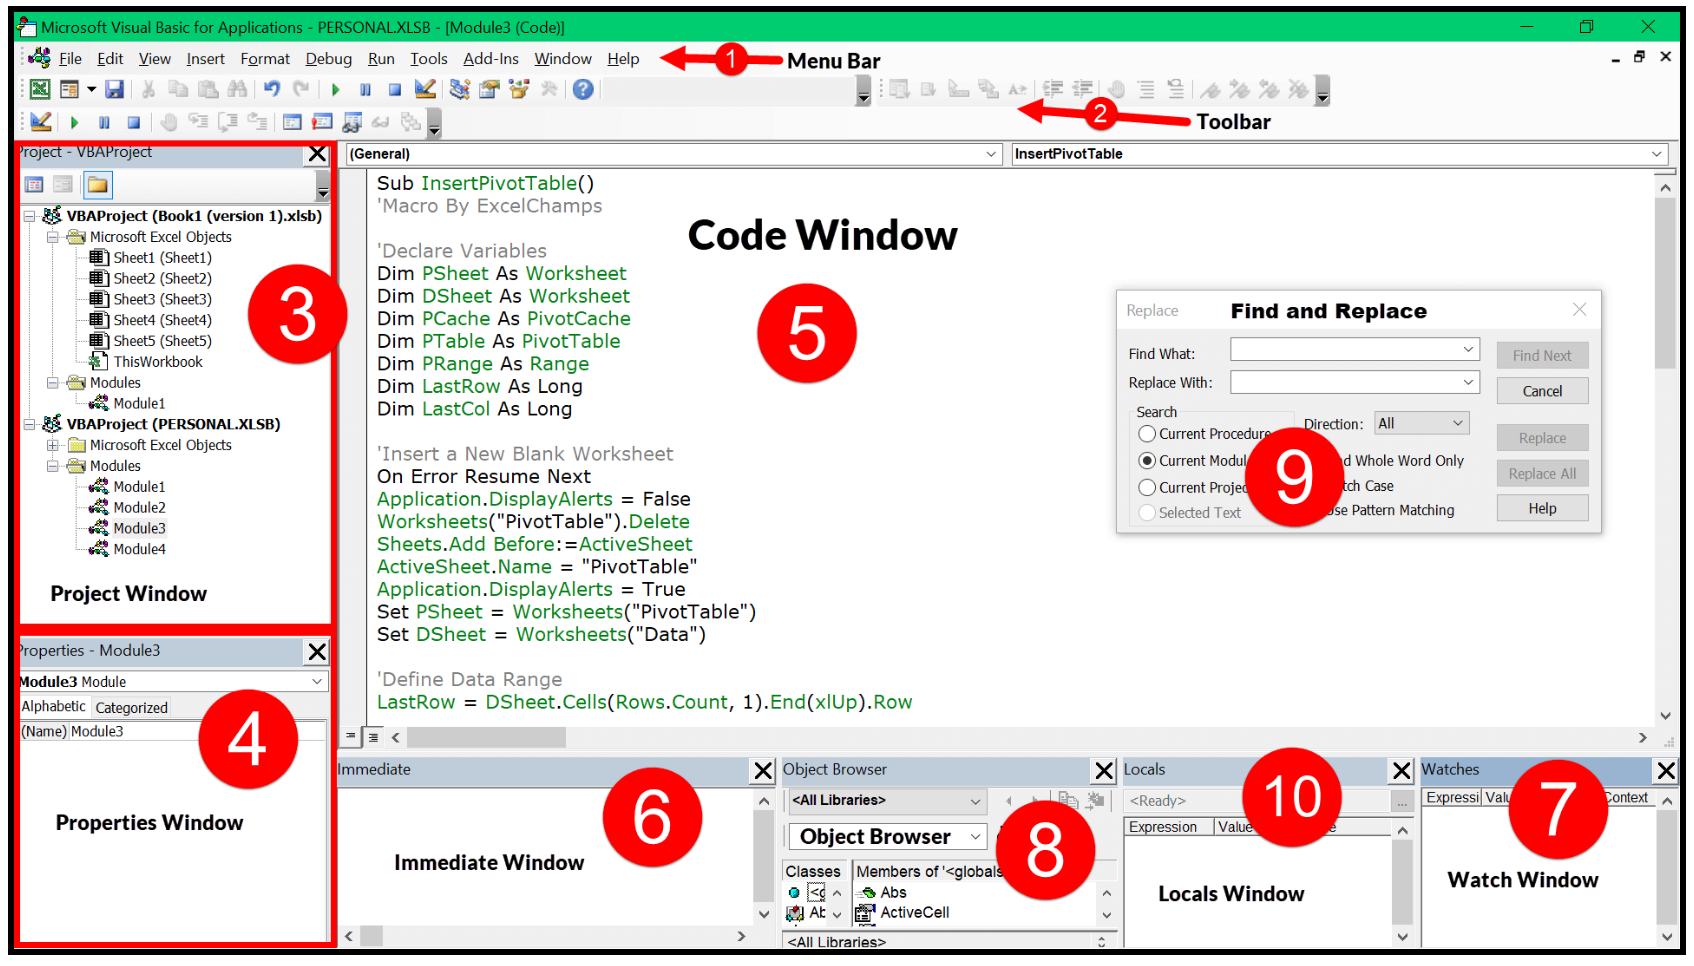 Microsoft Visual Basic for Applications - PERSONAL.XLSB - [Module3 (Code)]
File Edit View Insert Format Debug Run Tools Add-Ins Window Help
1
Menu Bar
2
Toolbar
Project - VBAProject
VBAProject (Book1 (version 1).xlsb)
Microsoft Excel Objects
Sheet1 (Sheet1)
Sheet2 (Sheet2)
Sheet3 (Sheet3)
Sheet4 (Sheet4)
Sheet5 (Sheet5)
ThisWorkbook
Modules
Module1
VBAProject (PERSONAL.XLSB)
Microsoft Excel Objects
Modules
Module1
Module2
Module3
Module4
3
Project Window
Properties - Module3
Module3 Module
Alphabetic Categorized
(Name) Module3
4
Properties Window
(General) InsertPivotTable
Sub InsertPivotTable()
'Macro By ExcelChamps
'Declare Variables
Dim PSheet As Worksheet
Dim DSheet As Worksheet
Dim PCache As PivotCache
Dim PTable As PivotTable
Dim PRange As Range
Dim LastRow As Long
Dim LastCol As Long
'Insert a New Blank Worksheet
On Error Resume Next
Application.DisplayAlerts = False
Worksheets("PivotTable").Delete
Sheets.Add Before:=ActiveSheet
ActiveSheet.Name = "PivotTable"
Application.DisplayAlerts = True
Set PSheet = Worksheets("PivotTable")
Set DSheet = Worksheets("Data")
'Define Data Range
LastRow = DSheet.Cells(Rows.Count, 1).End(xlUp).Row
Code Window
5
Replace Find and Replace
Find What: Find Next
Replace With: Cancel
Search
Direction: All
Current Procedure Replace
Current Modul Whole Word Only
Replace All
Current Projec Case
Selected Text Use Pattern Matching Help
9
Immediate
6
Immediate Window
Object Browser
<All Libraries>
Object Browser
8
Classes Members of '<globals
<g Abs
Ab ActiveCell
<All Libraries>
Locals
10
<Ready> ...
Expression Value
Locals Window
Watches
Expressi Context
7
Watch Window